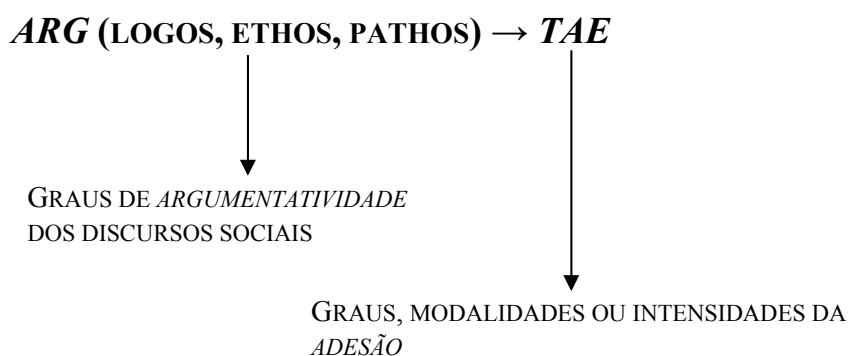 ARG (LOGOS, ETHOS, PATHOS) → TAE
GRAUS DE ARGUMENTATIVIDADE
DOS DISCURSOS SOCIAIS
GRAUS, MODALIDADES OU INTENSIDADES DA
ADESÃO